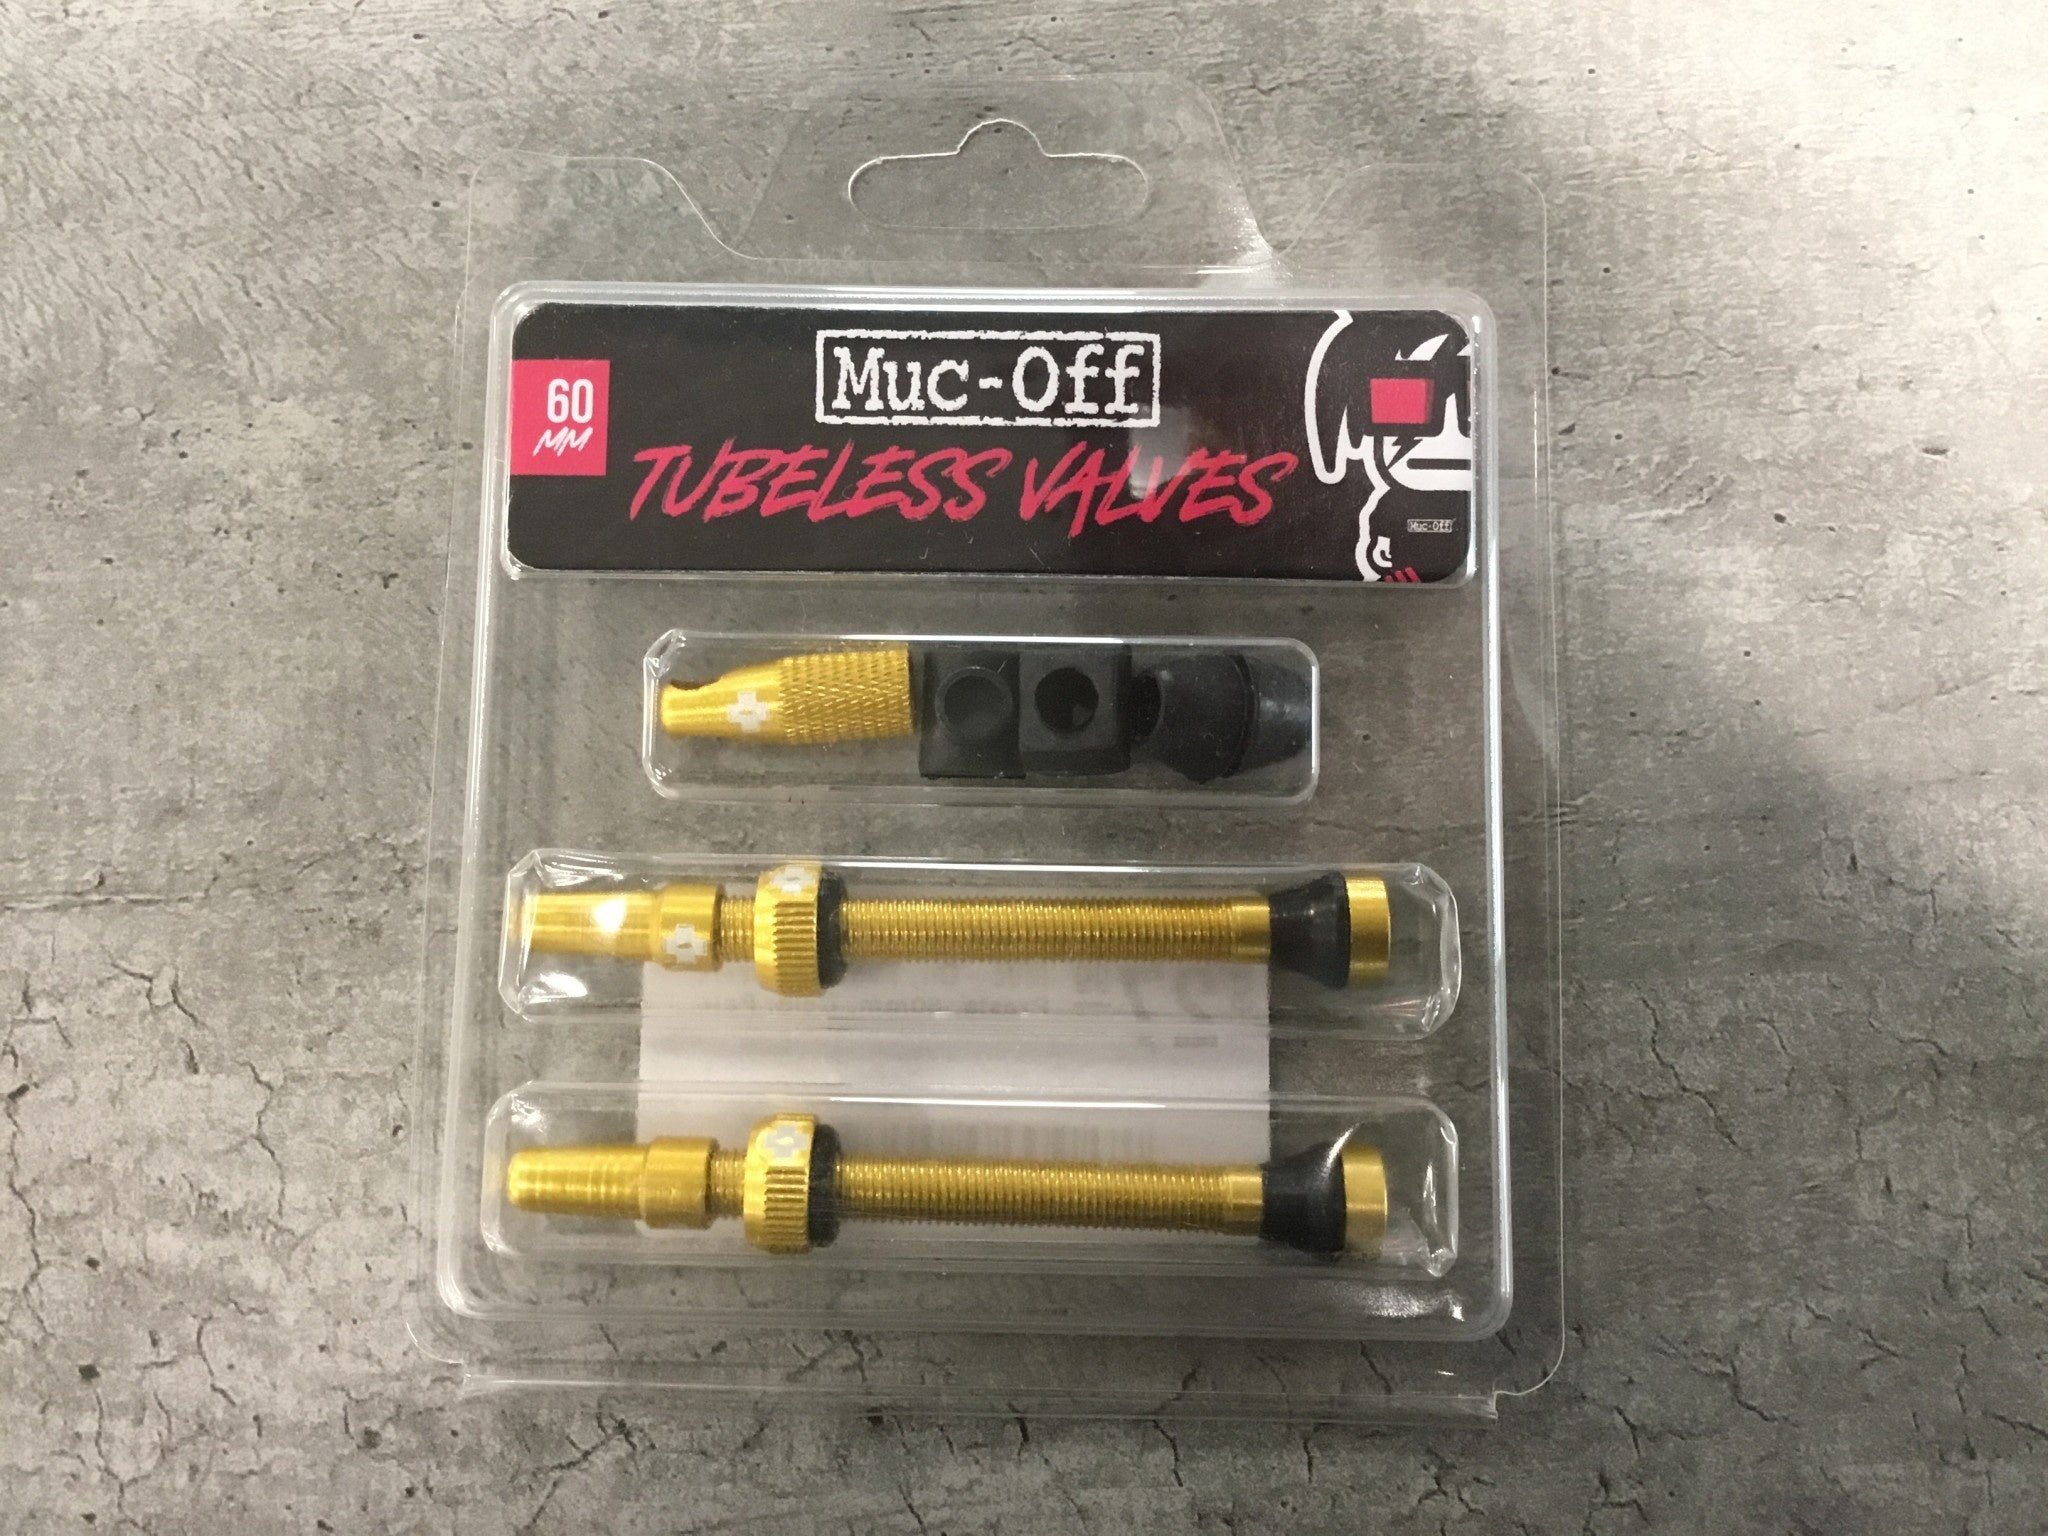 Muc-Off
60
MM
TUBELESS VALVES
Muc-Off